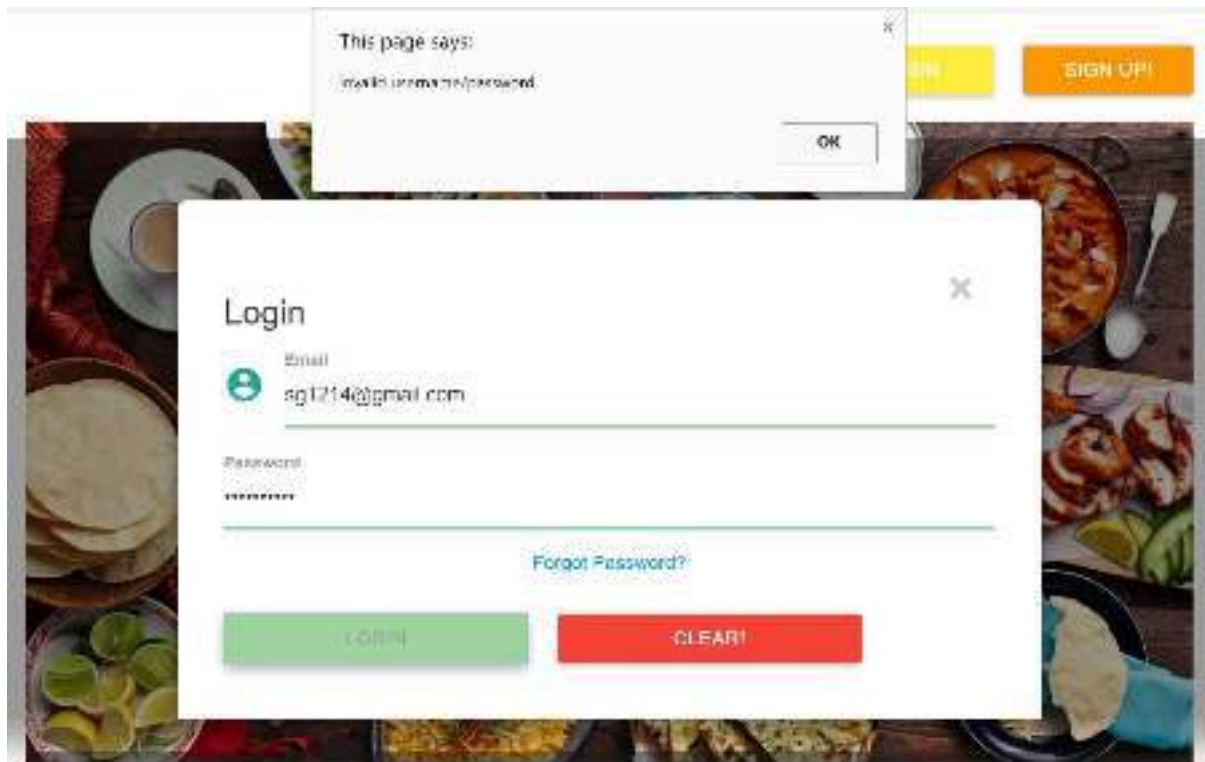 This page says:
Invalid username/password
OK
SIGN UP!
Login
Email
sg1214@gmail.com
Password
Forgot Password?
LOGIN
CLEAR!